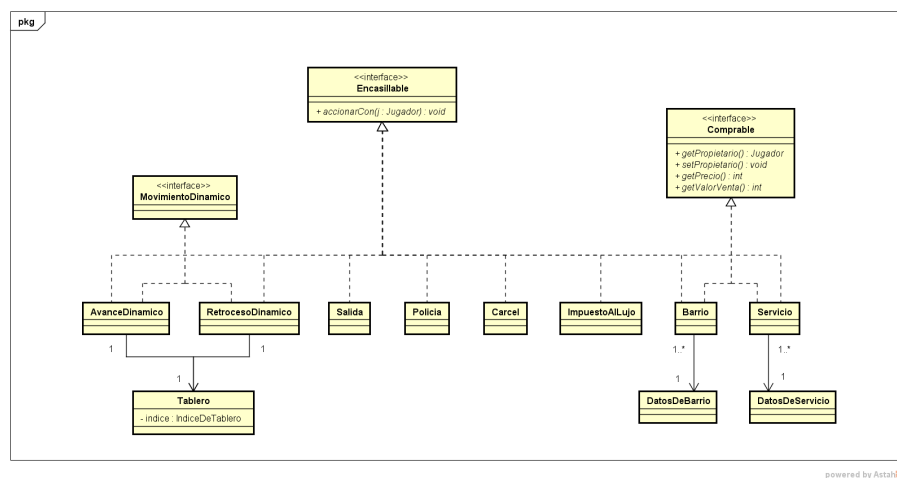 pkg
<<interface>>
Encasillable
+ accionarCon(j : Jugador) : void
<<interface>>
Comprable
+ getPropietario() : Jugador
+ setPropietario() : void
+ getPrecio() : int
+ getValorVenta() : int
<<interface>>
MovimientoDinamico
AvanceDinamico
RetrocesoDinamico
Salida
Policia
Carcel
ImpuestoAlLujo
Barrio
Servicio
1
1
1..*
1..*
1
1
1
Tablero
- indice : IndiceDeTablero
DatosDeBarrio
DatosDeServicio
powered by Astah